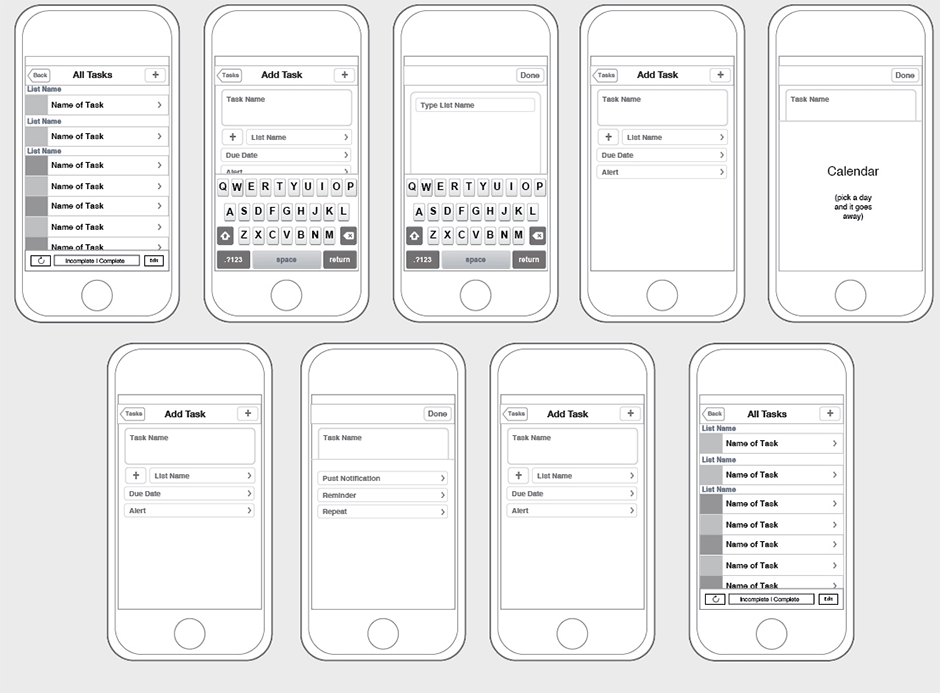 Back All Tasks +
List Name
Name of Task
List Name
Name of Task
List Name
Name of Task
Name of Task
Name of Task
Name of Task
Name of Task
Incomplete | Complete Edit
Tasks Add Task +
Task Name
+ List Name
Due Date
Alert
Q W E R T Y U I O P
A S D F G H J K L
Z X C V B N M
.?123 space return
Done
Type List Name
Q W E R T Y U I O P
A S D F G H J K L
Z X C V B N M
.?123 space return
Tasks Add Task +
Task Name
+ List Name
Due Date
Alert
Done
Task Name
Calendar
(pick a day
and it goes
away)
Tasks Add Task +
Task Name
+ List Name
Due Date
Alert
Done
Task Name
Pust Notification
Reminder
Repeat
Tasks Add Task +
Task Name
+ List Name
Due Date
Alert
Back All Tasks +
List Name
Name of Task
List Name
Name of Task
List Name
Name of Task
Name of Task
Name of Task
Name of Task
Name of Task
Incomplete | Complete Edit